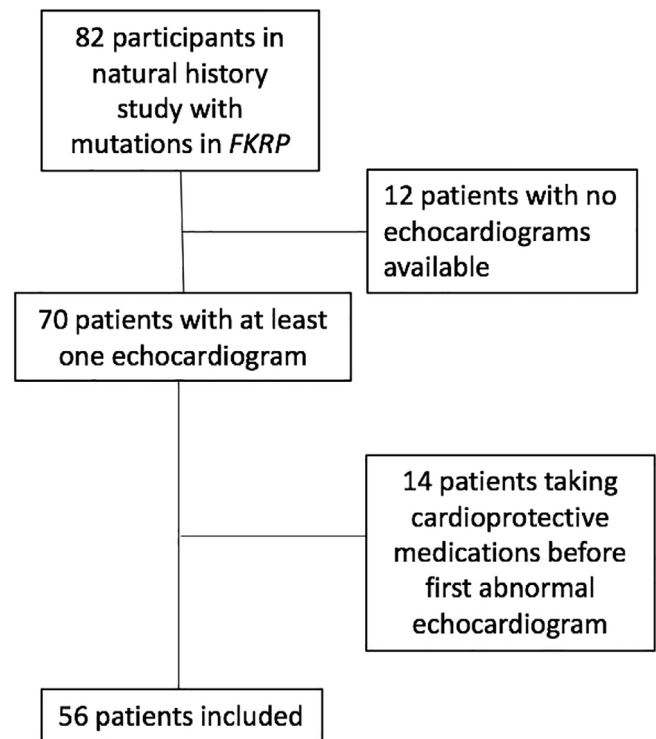 82 participants in
natural history
study with
mutations in FKRP
12 patients with no
echocardiograms
available
70 patients with at least
one echocardiogram
14 patients taking
cardioprotective
medications before
first abnormal
echocardiogram
56 patients included